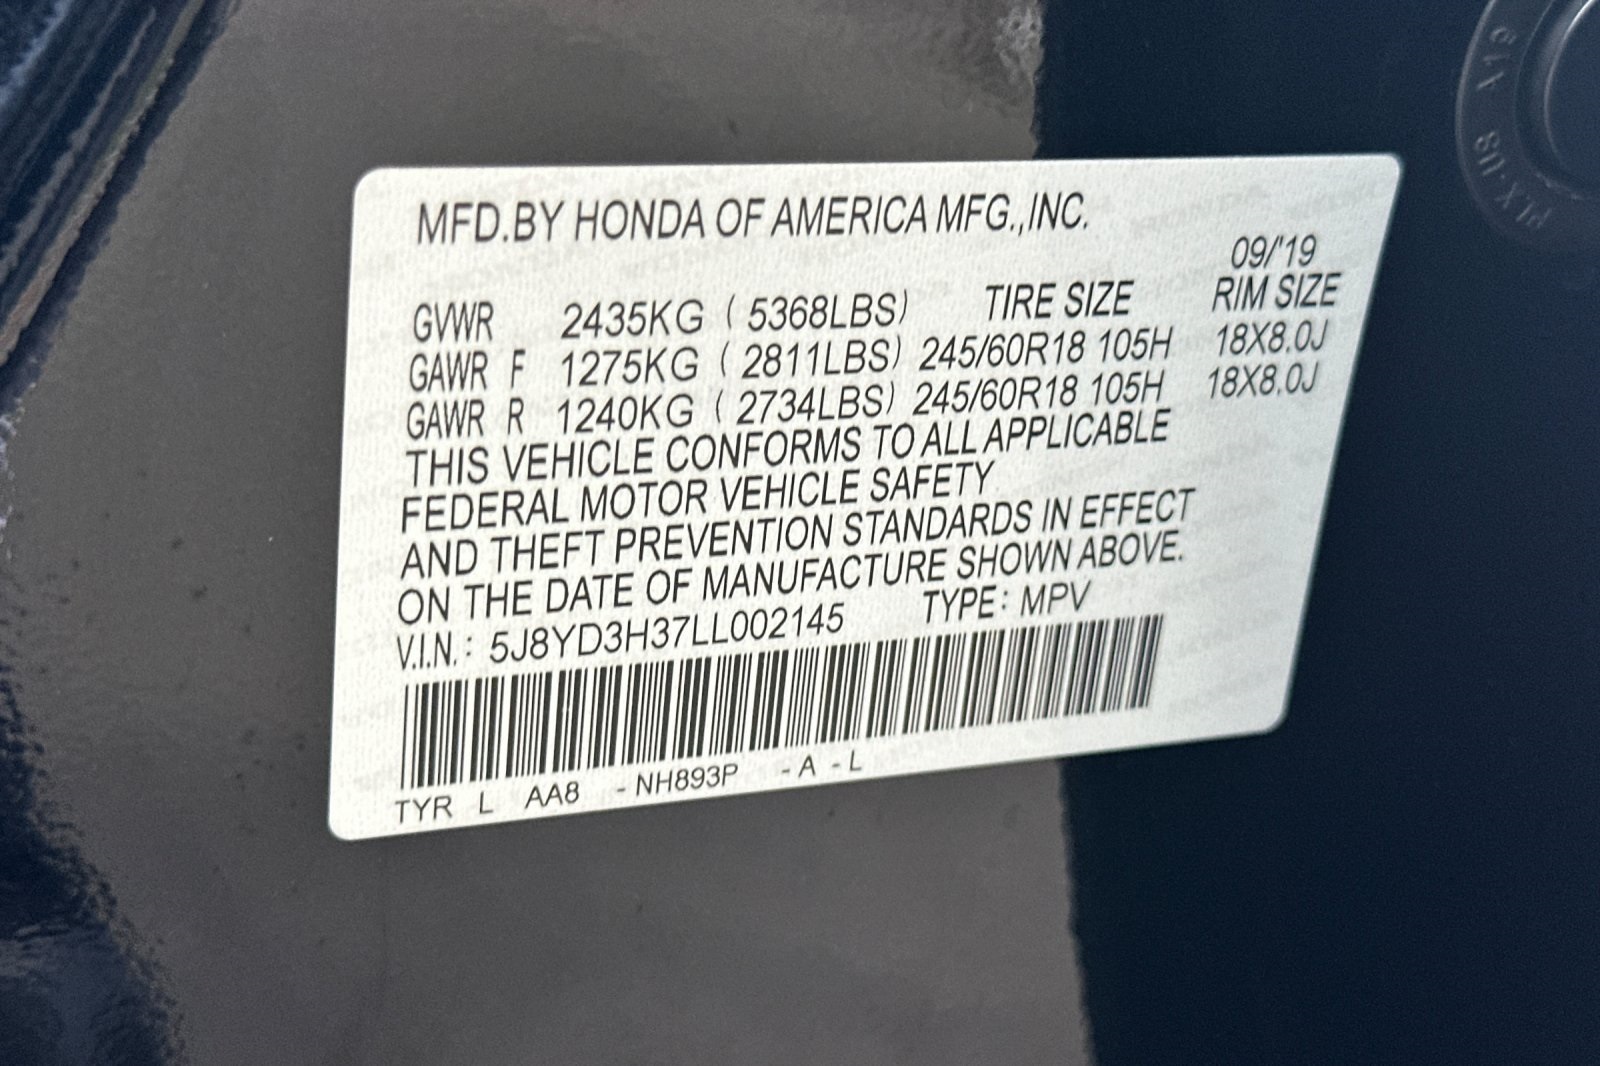 MFD.BY HONDA OF AMERICA MFG.,INC.
09/'19
GVWR 2435KG ( 5368LBS) TIRE SIZE RIM SIZE
GAWR F 1275KG ( 2811LBS) 245/60R18 105H 18X8.0J
GAWR R 1240KG ( 2734LBS) 245/60R18 105H 18X8.0J
THIS VEHICLE CONFORMS TO ALL APPLICABLE
FEDERAL MOTOR VEHICLE SAFETY
AND THEFT PREVENTION STANDARDS IN EFFECT
ON THE DATE OF MANUFACTURE SHOWN ABOVE.
V.I.N.: 5J8YD3H37LL002145 TYPE: MPV
TYR L AA8 -NH893P -A -L
A19